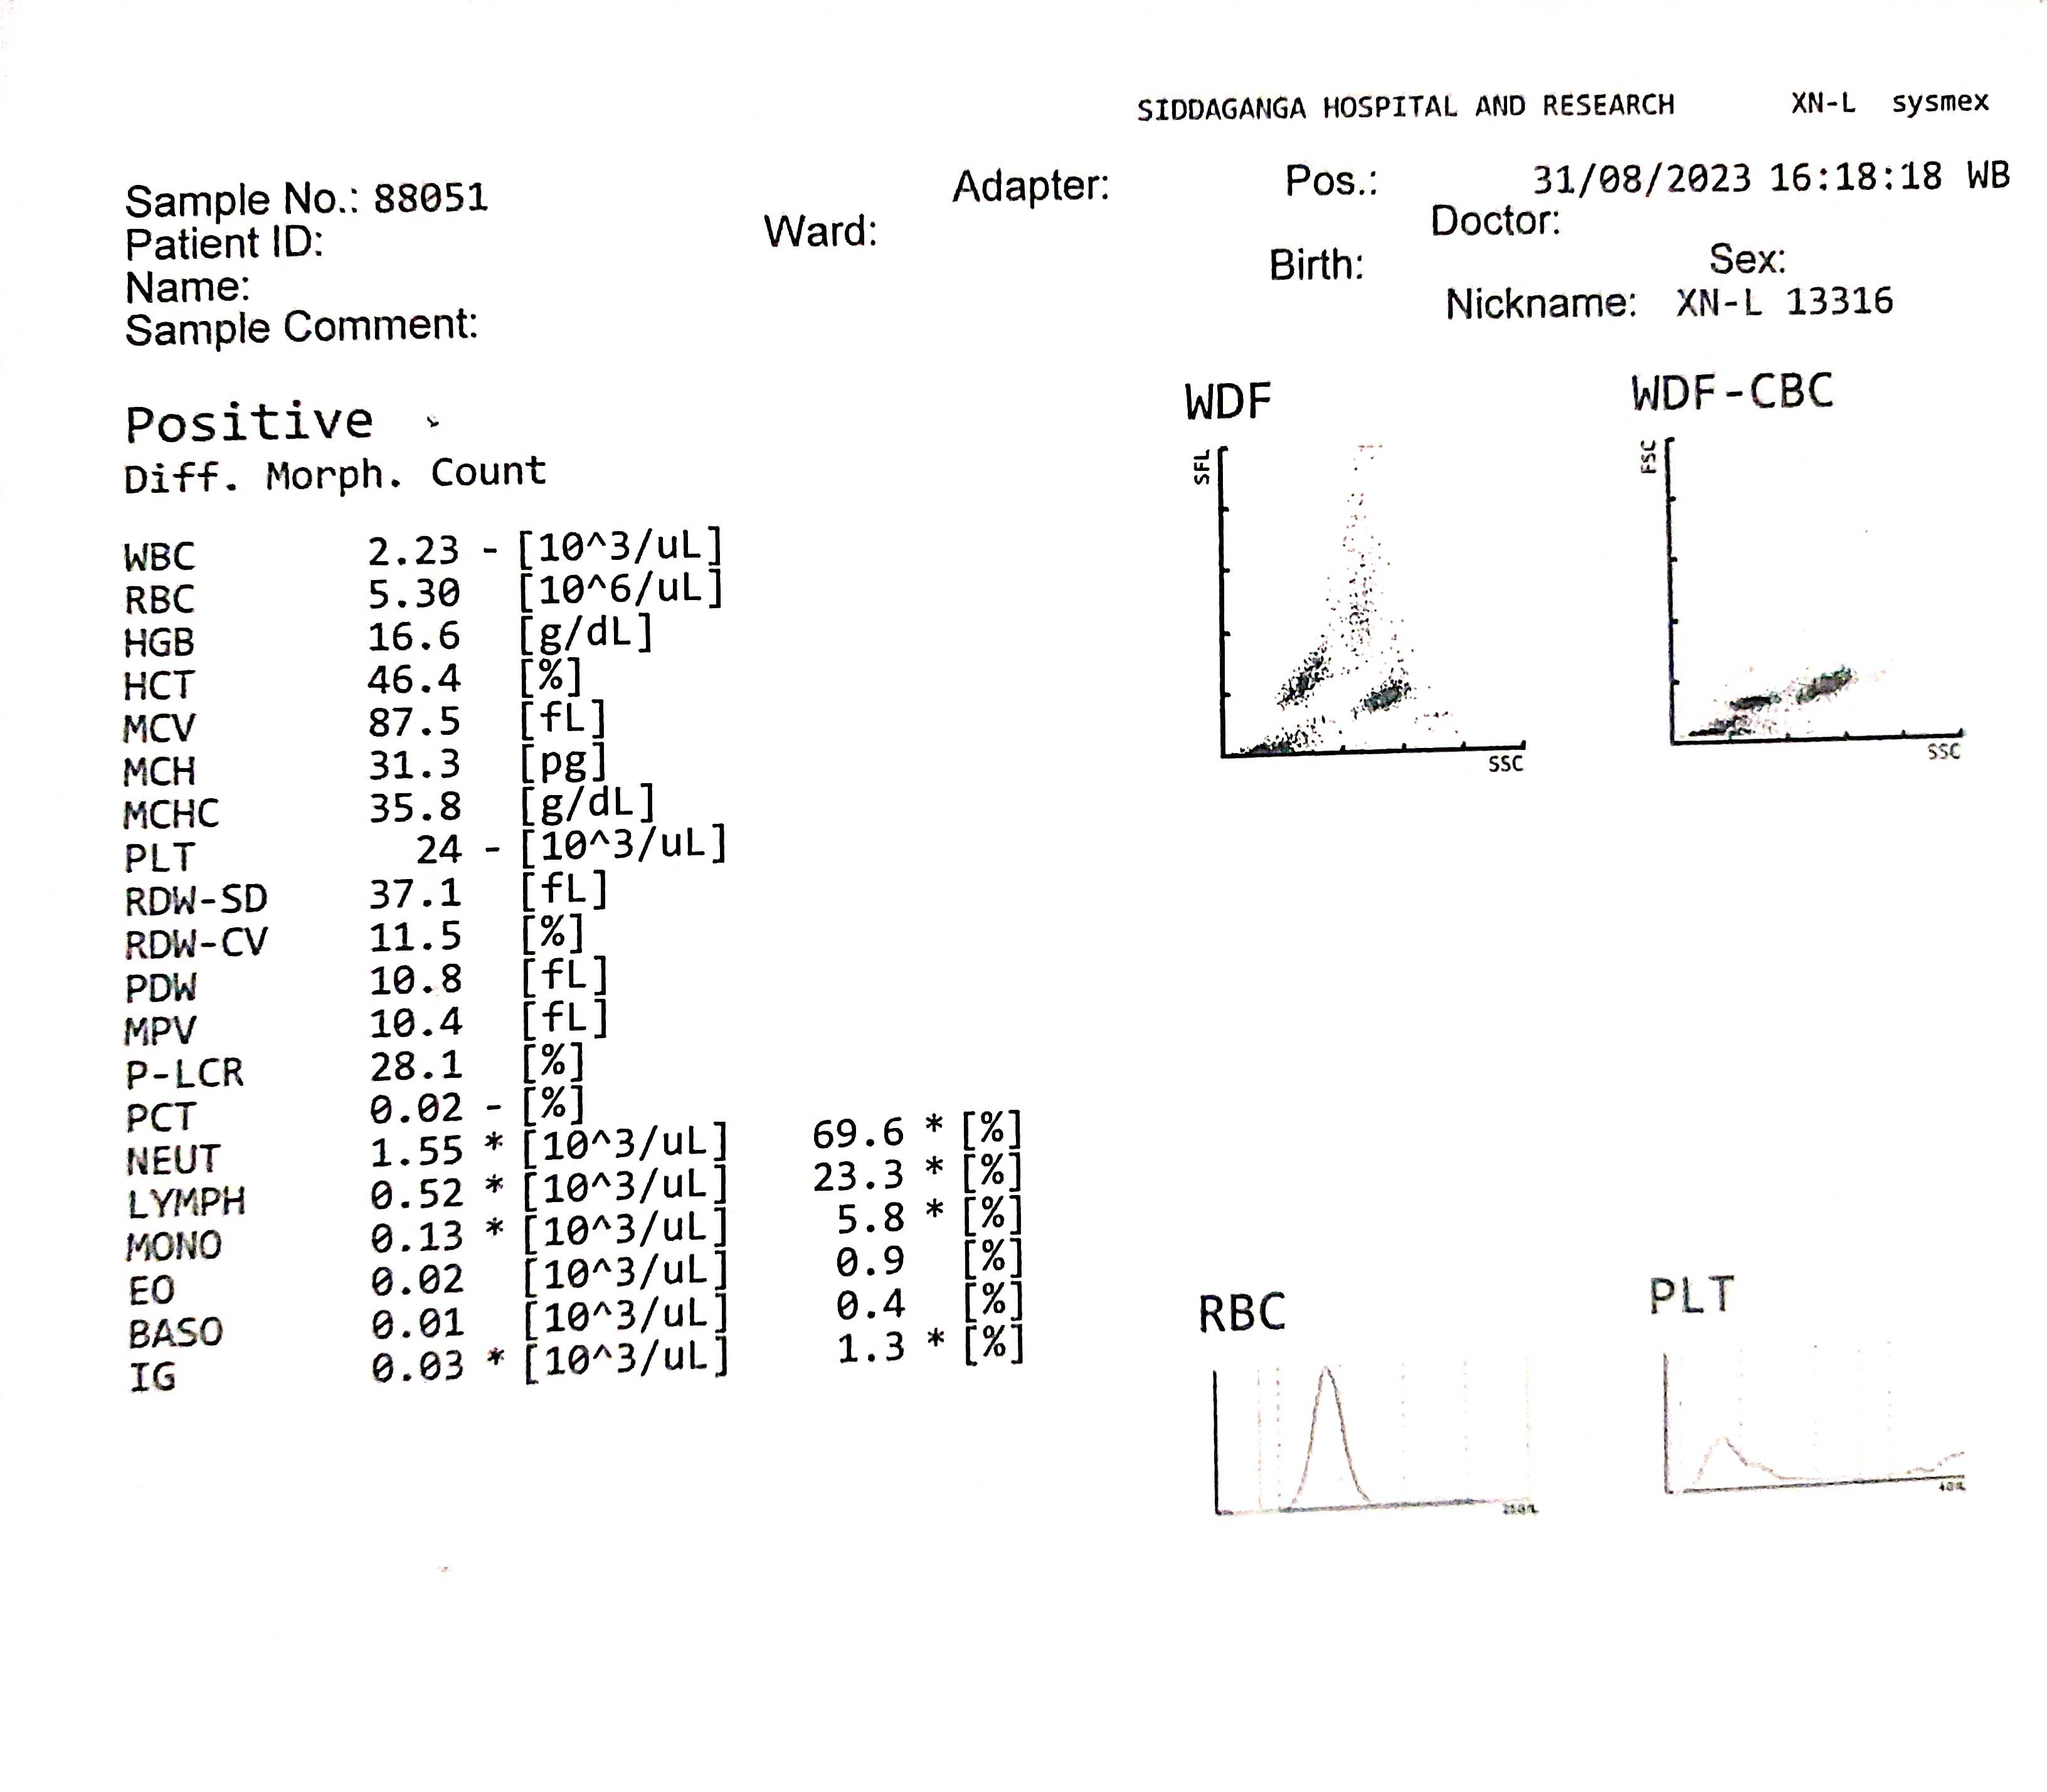 SIDDAGANGA HOSPITAL AND RESEARCH XN-L sysmex
Sample No.: 88051 Adapter: Pos.: 31/08/2023 16:18:18 WB
Patient ID: Ward: Doctor:
Name: Birth: Sex:
Sample Comment: Nickname: XN-L 13316
Positive
Diff. Morph. Count
WBC 2.23 - [10^3/uL]
RBC 5.30 [10^6/uL]
HGB 16.6 [g/dL]
HCT 46.4 [%]
MCV 87.5 [fL]
MCH 31.3 [pg]
MCHC 35.8 [g/dL]
PLT 24 - [10^3/uL]
RDW-SD 37.1 [fL]
RDW-CV 11.5 [%]
PDW 10.8 [fL]
MPV 10.4 [fL]
P-LCR 28.1 [%]
PCT 0.02 - [%]
NEUT 1.55 * [10^3/uL] 69.6 * [%]
LYMPH 0.52 * [10^3/uL] 23.3 * [%]
MONO 0.13 * [10^3/uL] 5.8 * [%]
EO 0.02 [10^3/uL] 0.9 [%]
BASO 0.01 [10^3/uL] 0.4 [%]
IG 0.03 * [10^3/uL] 1.3 * [%]
WDF WDF-CBC
SFL FSC
SSC SSC
RBC PLT